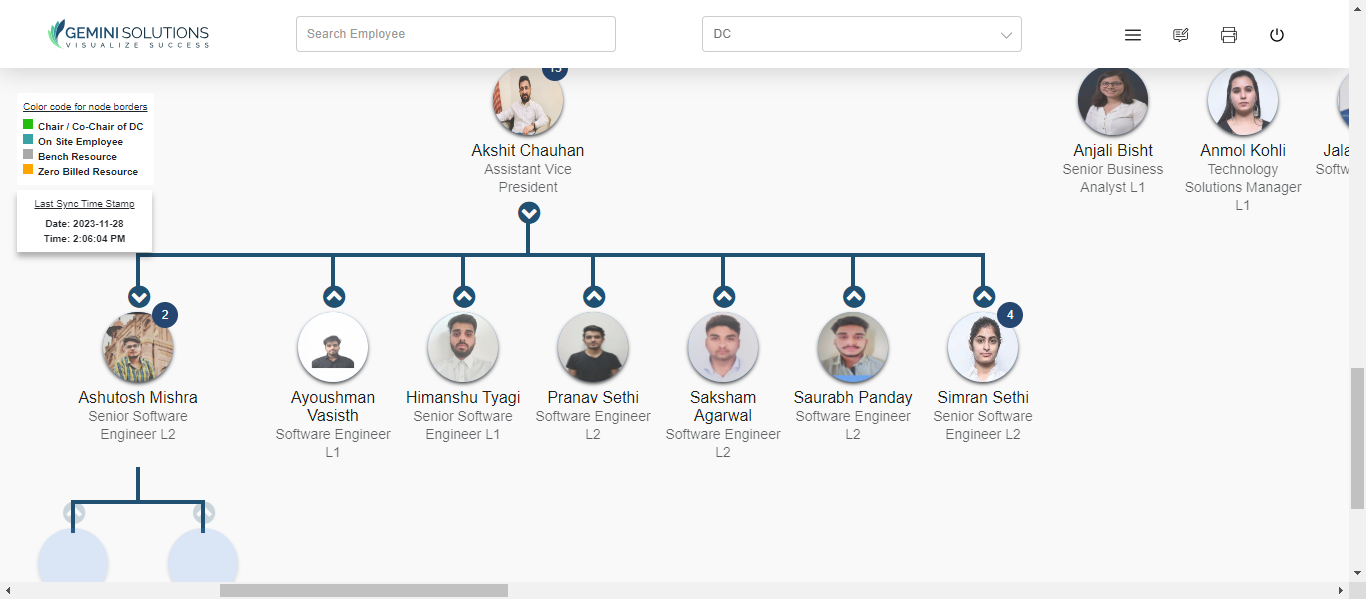 GEMINI SOLUTIONS
VISUALIZE SUCCESS
Search Employee
DC
Color code for node borders
Chair / Co-Chair of DC
On Site Employee
Bench Resource
Zero Billed Resource
Last Sync Time Stamp
Date: 2023-11-28
Time: 2:06:04 PM
Akshit Chauhan
Assistant Vice
President
Anjali Bisht
Senior Business
Analyst L1
Anmol Kohli
Technology
Solutions Manager
L1
2
Ashutosh Mishra
Senior Software
Engineer L2
Ayoushman
Vasisth
Software Engineer
L1
Himanshu Tyagi
Senior Software
Engineer L1
Pranav Sethi
Software Engineer
L2
Saksham
Agarwal
Software Engineer
L2
Saurabh Panday
Software Engineer
L2
4
Simran Sethi
Senior Software
Engineer L2